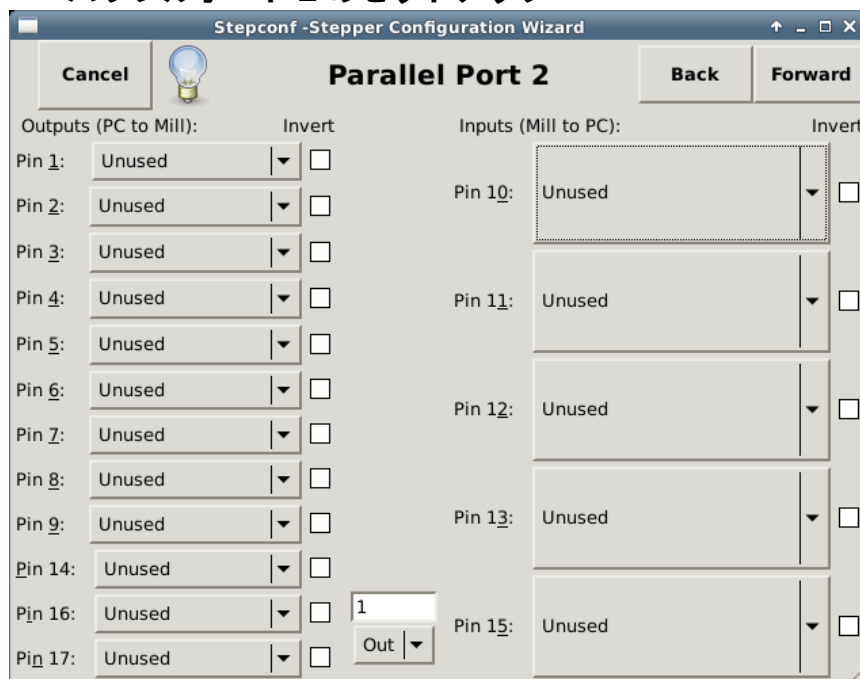 Stepconf -Stepper Configuration Wizard
Cancel
Parallel Port 2
Back
Forward
Outputs (PC to Mill):
Invert
Pin 1:
Unused
Pin 2:
Unused
Pin 3:
Unused
Pin 4:
Unused
Pin 5:
Unused
Pin 6:
Unused
Pin 7:
Unused
Pin 8:
Unused
Pin 9:
Unused
Pin 14:
Unused
Pin 16:
Unused
Pin 17:
Unused
1
Out
Inputs (Mill to PC):
Invert
Pin 10:
Unused
Pin 11:
Unused
Pin 12:
Unused
Pin 13:
Unused
Pin 15:
Unused